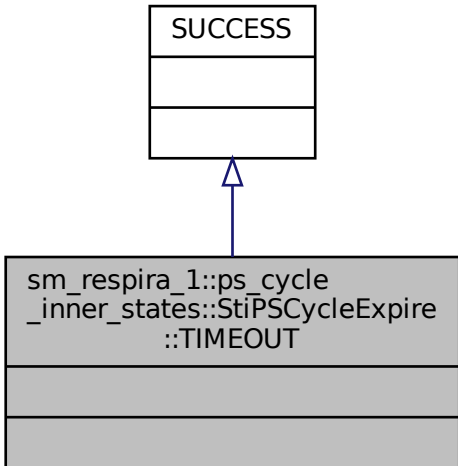 SUCCESS
sm_respira_1::ps_cycle
_inner_states::StiPSCycleExpire
::TIMEOUT